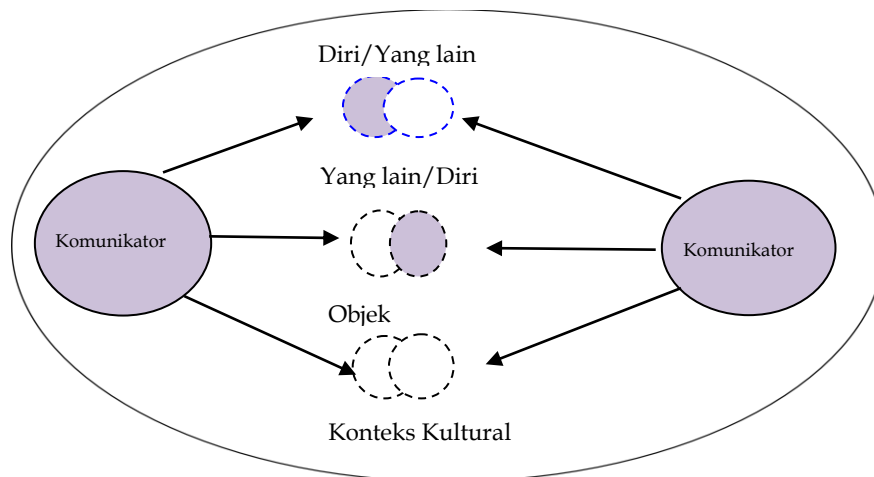 Diri/Yang lain
Yang lain/Diri
Komunikator
Komunikator
Objek
Konteks Kultural